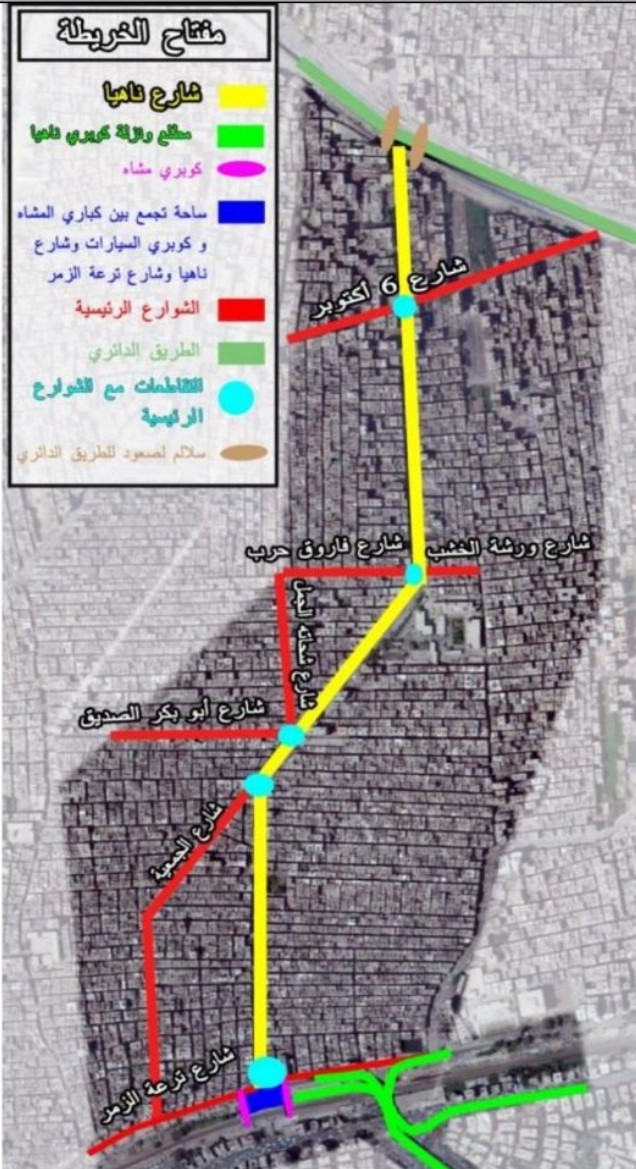 مفتاح الخريطة
شارع ناهيا
مطلع ونزلة كوبري ناهيا
كوبري مشاه
ساحة تجمع بين كباري المشاه
و كوبري السيارات وشارع
ناهيا وشارع ترعة الزمر
الشوارع الرئيسية
الطريق الدائري
التقاطعات مع الشوارع
الرئيسية
سلالم لصعود للطريق الدائري
شارع 6 أكتوبر
شارع ورشة الخشب
شارع فاروق حرب
شارع شحاته الجمل
شارع أبو بكر الصديق
شارع الجمعية
شارع ترعة الزمر